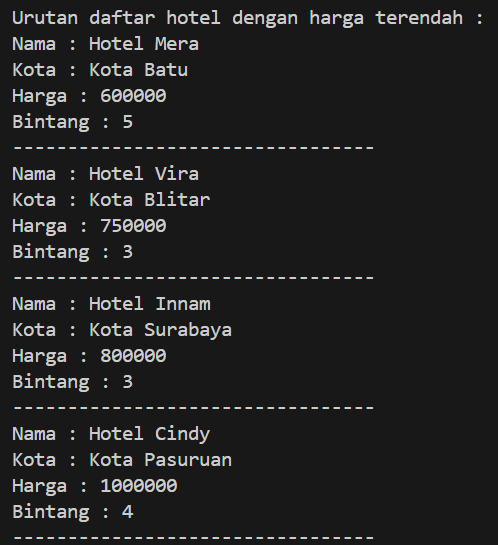 Urutan daftar hotel dengan harga terendah :
Nama : Hotel Mera
Kota : Kota Batu
Harga : 600000
Bintang : 5
---------------------------------
Nama : Hotel Vira
Kota : Kota Blitar
Harga : 750000
Bintang : 3
---------------------------------
Nama : Hotel Innam
Kota : Kota Surabaya
Harga : 800000
Bintang : 3
---------------------------------
Nama : Hotel Cindy
Kota : Kota Pasuruan
Harga : 1000000
Bintang : 4
---------------------------------